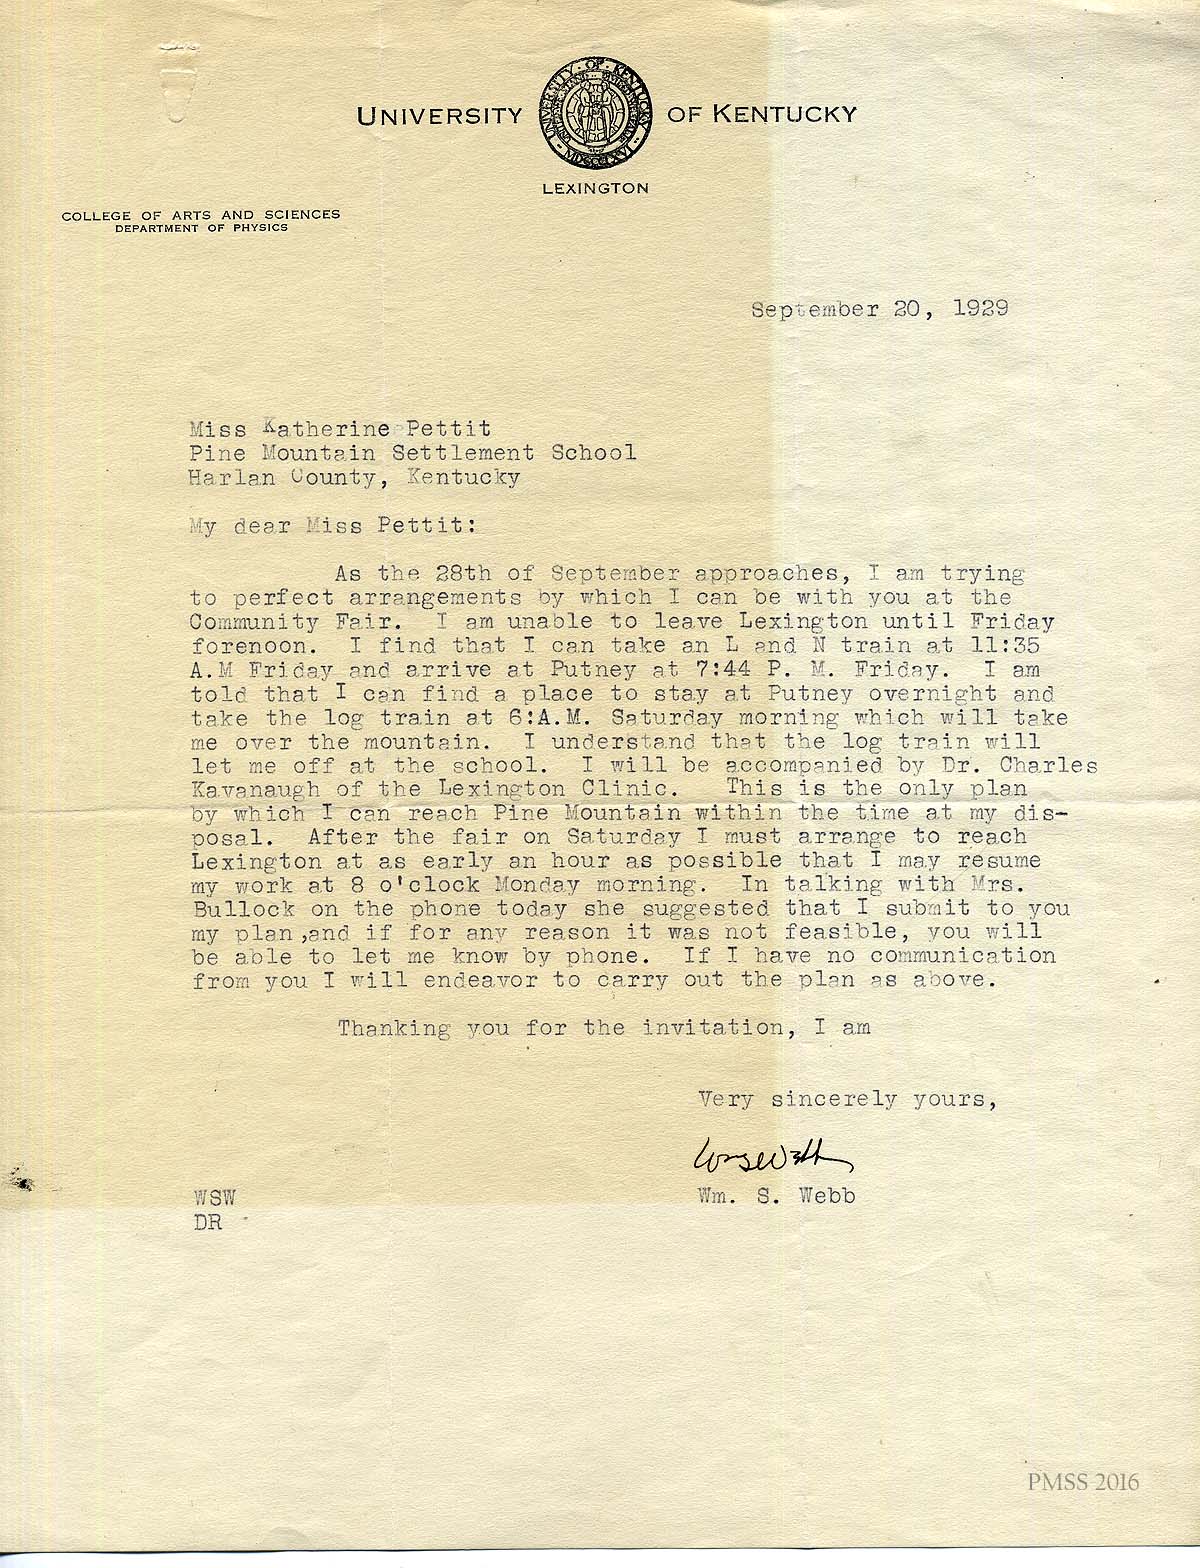 UNIVERSITY OF KENTUCKY
UNIVERSITY · OF · KENTUCKY
MDCCCLXVI
LEXINGTON
COLLEGE OF ARTS AND SCIENCES
DEPARTMENT OF PHYSICS
September 20, 1929
Miss Katherine Pettit
Pine Mountain Settlement School
Harlan County, Kentucky
My dear Miss Pettit:
As the 28th of September approaches, I am trying
to perfect arrangements by which I can be with you at the
Community Fair. I am unable to leave Lexington until Friday
forenoon. I find that I can take an L and N train at 11:35
A.M Friday and arrive at Putney at 7:44 P. M. Friday. I am
told that I can find a place to stay at Putney overnight and
take the log train at 6:A.M. Saturday morning which will take
me over the mountain. I understand that the log train will
let me off at the school. I will be accompanied by Dr. Charles
Kavanaugh of the Lexington Clinic. This is the only plan
by which I can reach Pine Mountain within the time at my dis-
posal. After the fair on Saturday I must arrange to reach
Lexington at as early an hour as possible that I may resume
my work at 8 o'clock Monday morning. In talking with Mrs.
Bullock on the phone today she suggested that I submit to you
my plan ,and if for any reason it was not feasible, you will
be able to let me know by phone. If I have no communication
from you I will endeavor to carry out the plan as above.
Thanking you for the invitation, I am
Very sincerely yours,
Wm S Webb
Wm. S. Webb
WSW
DR
PMSS 2016